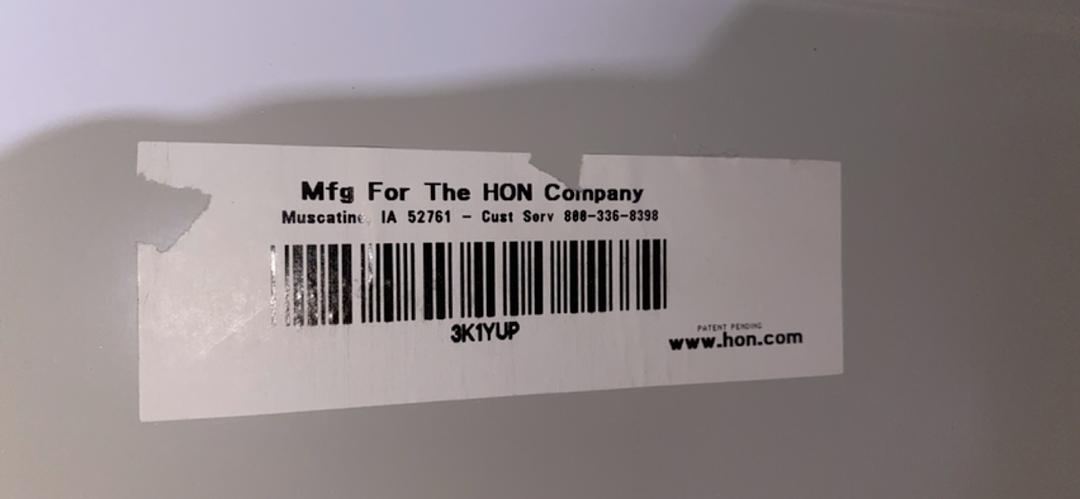 Mfg For The HON Company
Muscatine, IA 52761 - Cust Serv 800-336-8398
3K1YUP
PATENT PENDING
www.hon.com